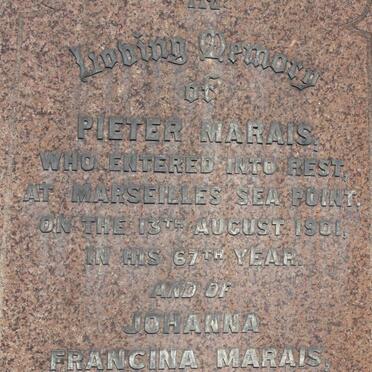 In
Loving Memory
of
PIETER MARAIS,
WHO ENTERED INTO REST,
AT MARSEILLES SEA POINT,
ON THE 13TH AUGUST 1901,
IN HIS 67TH YEAR.
AND OF
JOHANNA
FRANCINA MARAIS,